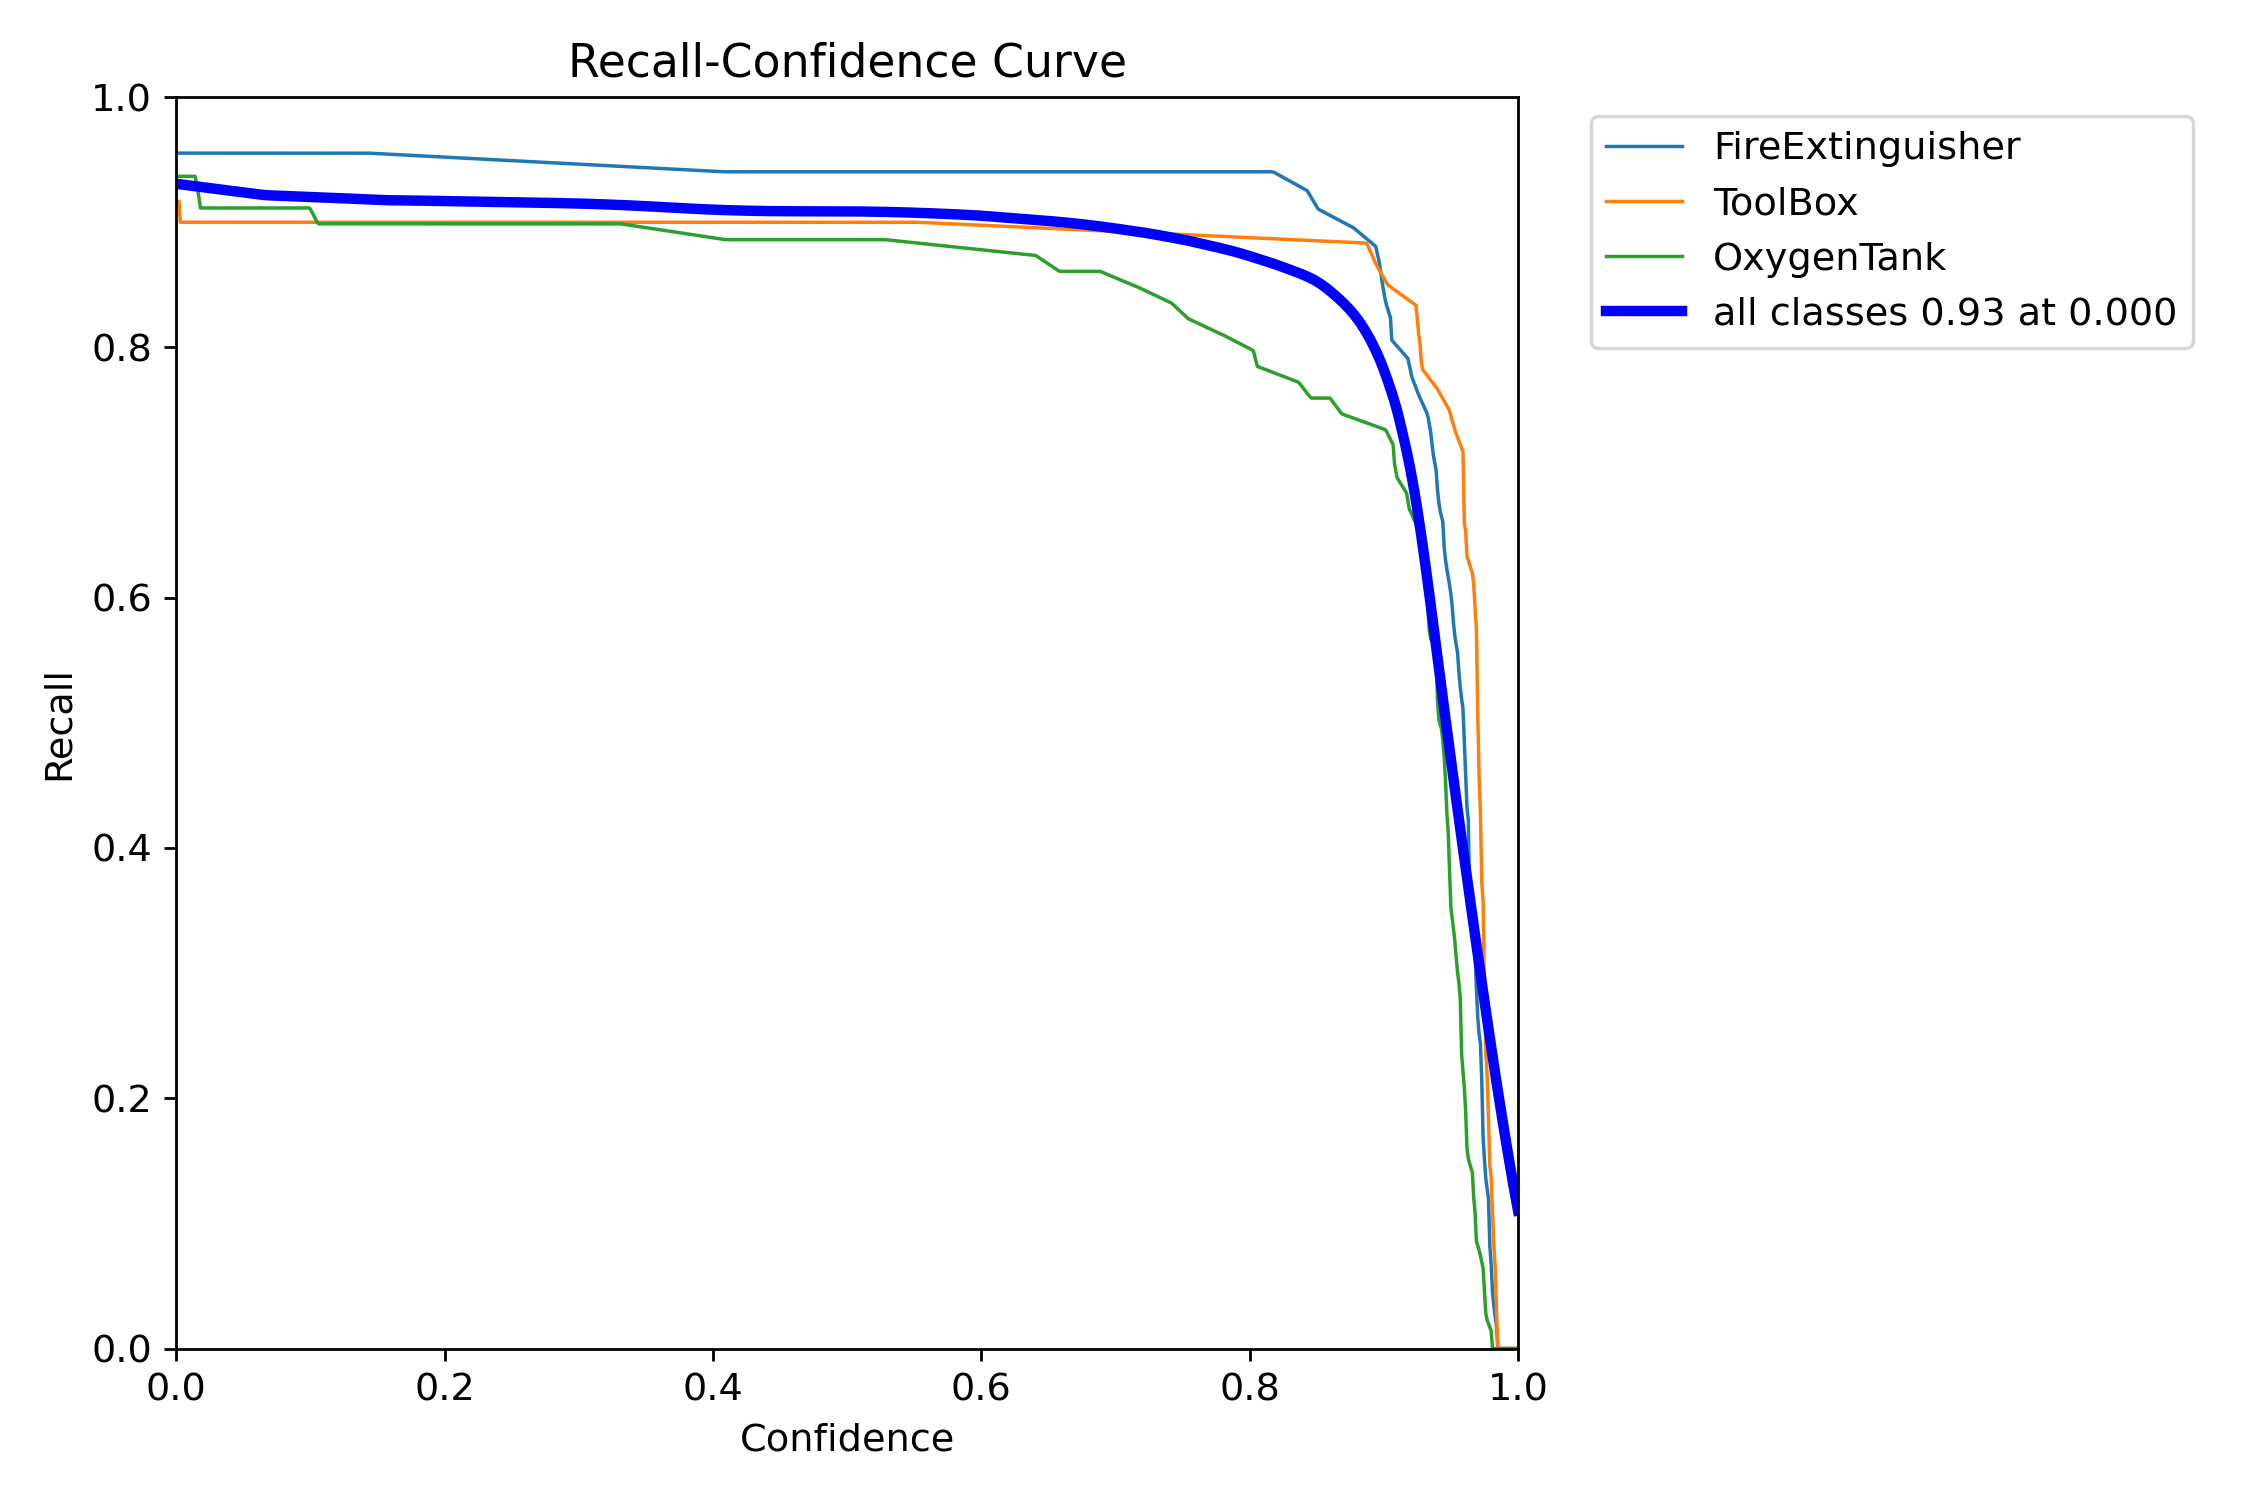 Recall-Confidence Curve
1.0
0.8
0.6
0.4
0.2
0.0
Recall
0.0 0.2 0.4 0.6 0.8 1.0
Confidence
FireExtinguisher
ToolBox
OxygenTank
all classes 0.93 at 0.000